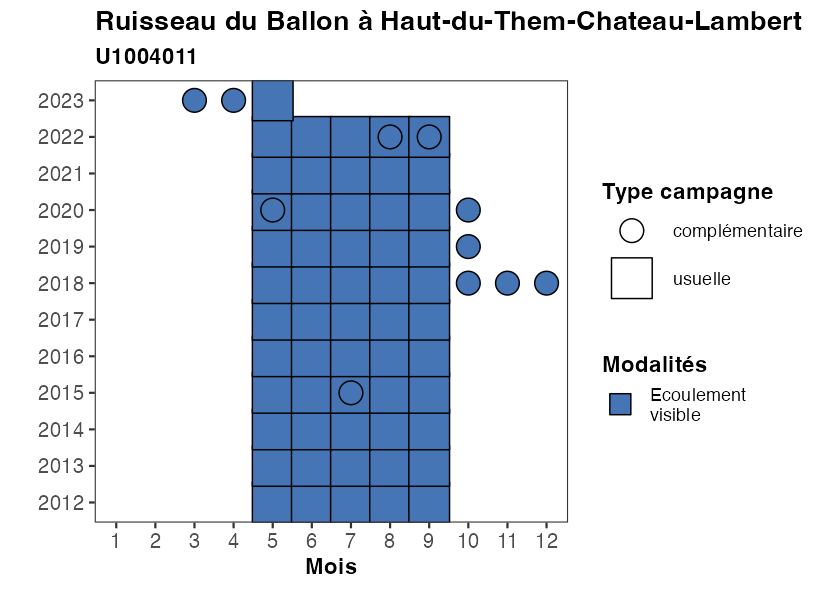 Ruisseau du Ballon à Haut-du-Them-Chateau-Lambert
U1004011
2023
2022
2021
2020
2019
2018
2017
2016
2015
2014
2013
2012
1 2 3 4 5 6 7 8 9 10 11 12
Mois
Type campagne
complémentaire
usuelle
Modalités
Ecoulement
visible